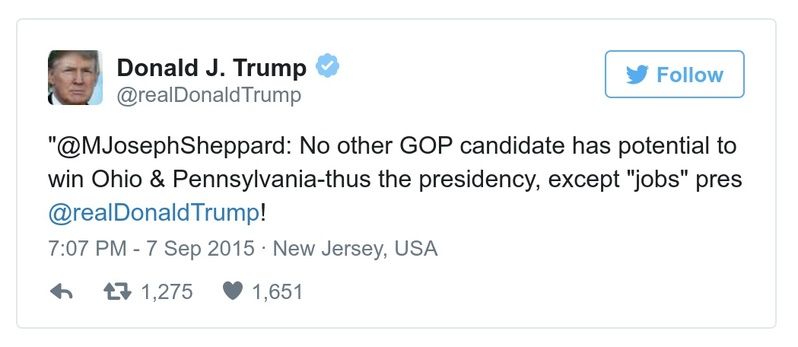 Donald J. Trump
@realDonaldTrump
Follow
"@MJosephSheppard: No other GOP candidate has potential to
win Ohio & Pennsylvania-thus the presidency, except "jobs" pres
@realDonaldTrump!
7:07 PM - 7 Sep 2015 · New Jersey, USA
1,275 1,651